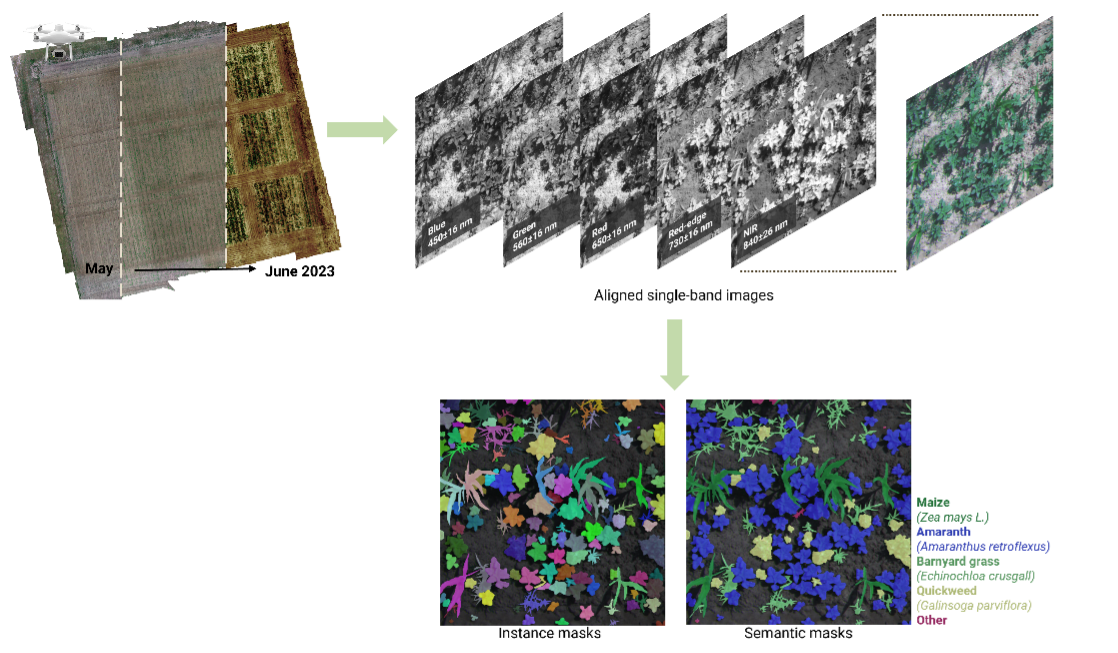 May
June 2023
Blue
450±16 nm
Green
560±16 nm
Red
650±16 nm
Red-edge
730±16 nm
NIR
840±26 nm
Aligned single-band images
Maize
(Zea mays L.)
Amaranth
(Amaranthus retroflexus)
Barnyard grass
(Echinochloa crusgall)
Quickweed
(Galinsoga parviflora)
Other
Instance masks
Semantic masks